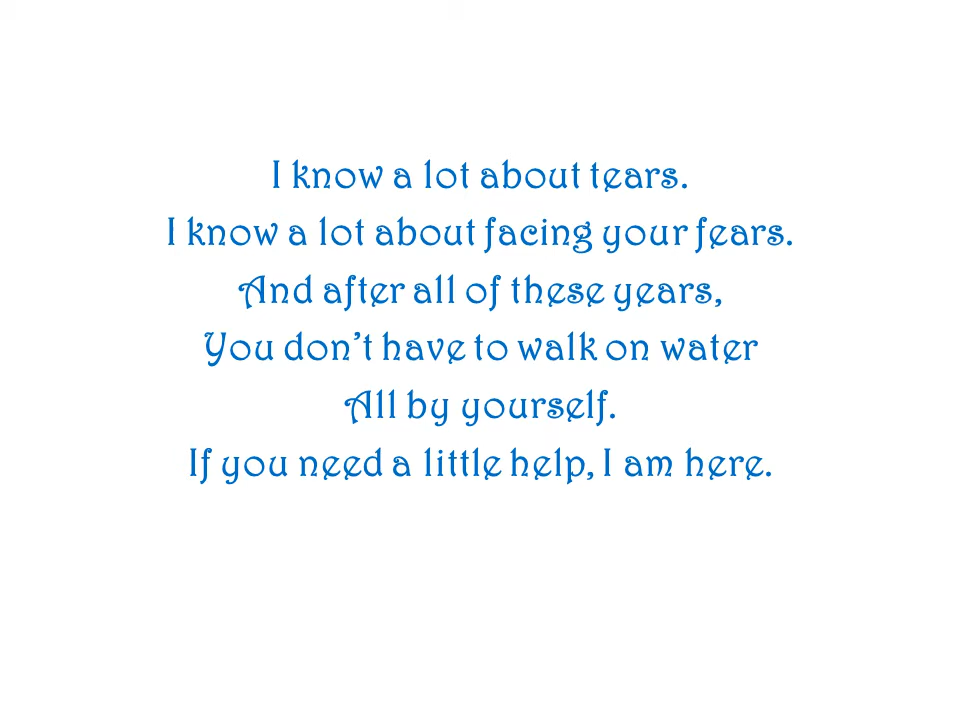 I know a lot about tears.
I know a lot about facing your fears.
And after all of these years,
You don’t have to walk on water
All by yourself.
If you need a little help, I am here.